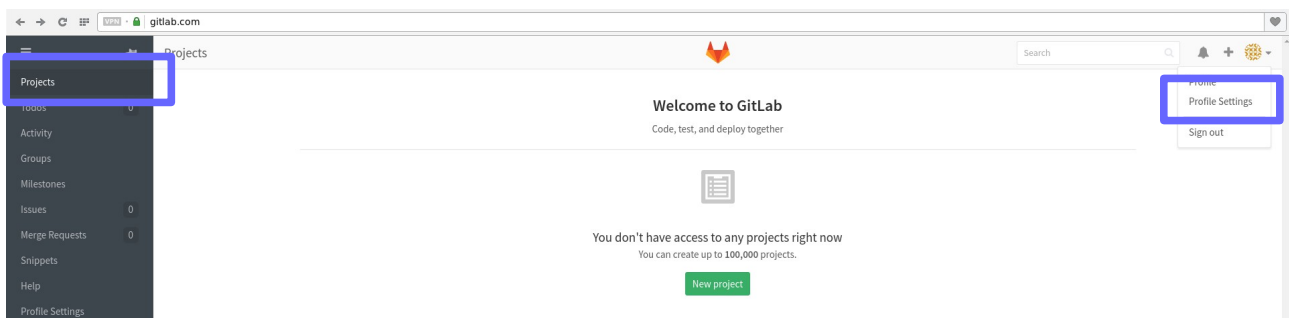 VPN
gitlab.com
Projects
Search
Projects
Todos 0
Activity
Groups
Milestones
Issues 0
Merge Requests 0
Snippets
Help
Profile Settings
Welcome to GitLab
Code, test, and deploy together
You don't have access to any projects right now
You can create up to 100,000 projects.
New project
Profile
Profile Settings
Sign out